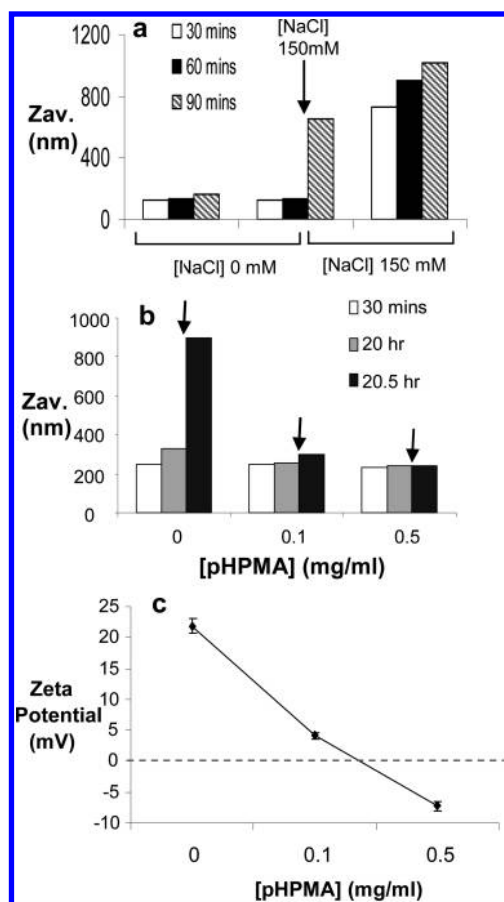 a
30 mins
60 mins
90 mins
[NaCl]
150mM
1200
800
400
0
Zav.
(nm)
[NaCl] 0 mM
[NaCl] 150 mM
b
30 mins
20 hr
20.5 hr
1000
800
600
400
200
0
Zav.
(nm)
0 0.1 0.5
[pHPMA] (mg/ml)
c
25
20
15
10
5
0
-5
-10
Zeta
Potential
(mV)
0 0.1 0.5
[pHPMA] (mg/ml)